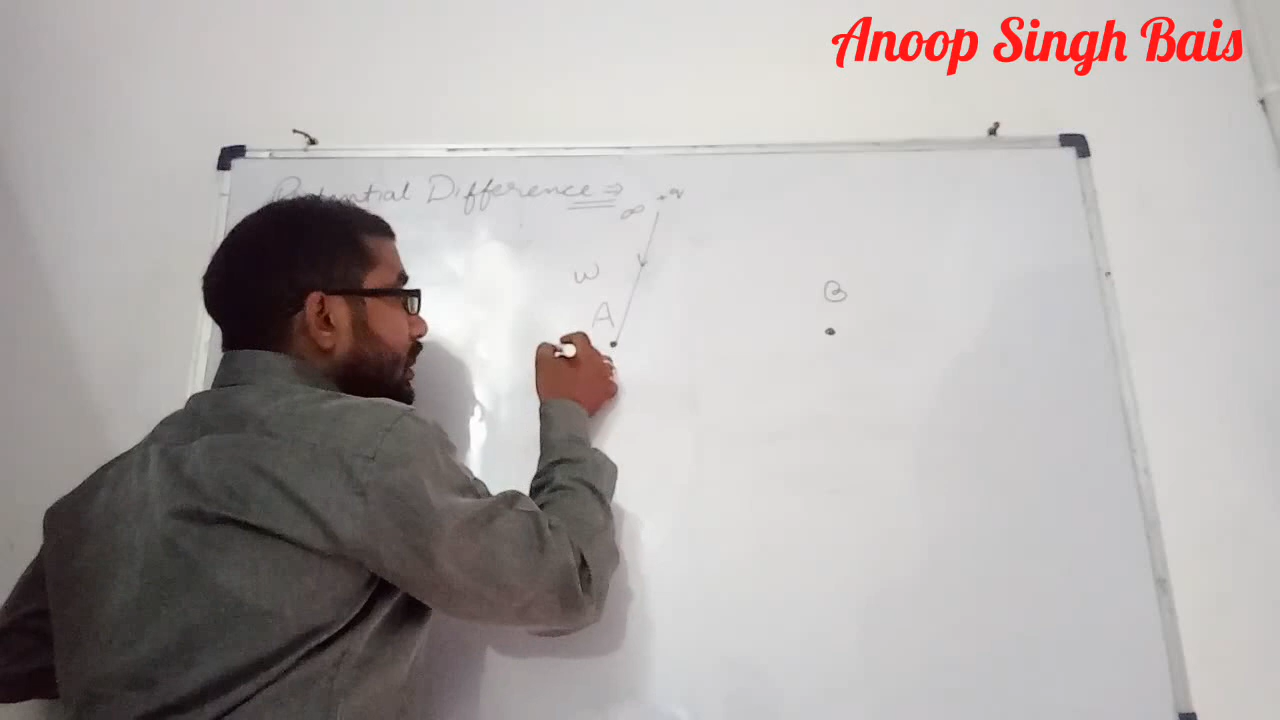 Anoop Singh Bais
Potential Difference ⇒
∞ +q
W
A
B